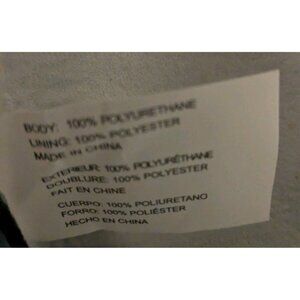 BODY: 100% POLYURETHANE
LINING: 100% POLYESTER
MADE IN CHINA
EXTERIEUR: 100% POLYURÉTHANE
DOUBLURE: 100% POLYESTER
FAIT EN CHINE
CUERPO: 100% POLIURETANO
FORRO: 100% POLIÉSTER
HECHO EN CHINA